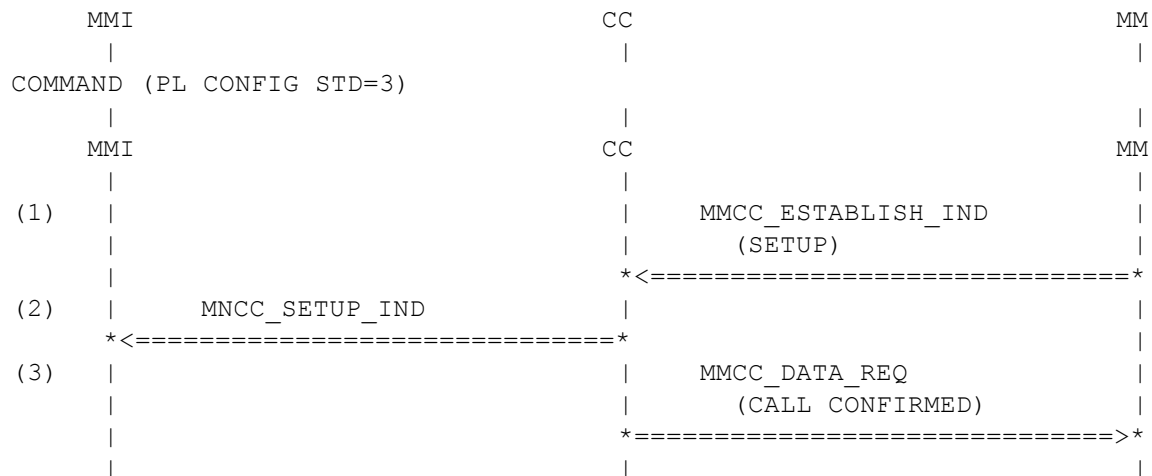 MMI CC MM
| | |
COMMAND (PL CONFIG STD=3)
| | |
MMI CC MM
| | |
(1) | | MMCC_ESTABLISH_IND |
| | (SETUP) |
| *<==============================*
(2) | MNCC_SETUP_IND | |
*<==============================* |
(3) | | MMCC_DATA_REQ |
| | (CALL CONFIRMED) |
| *==============================>*
| | |